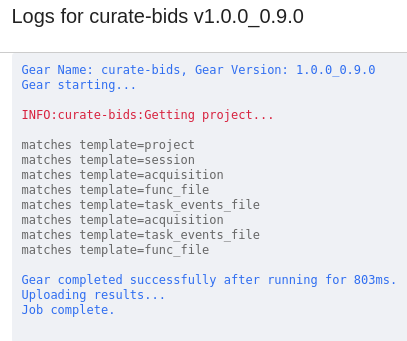 Logs for curate-bids v1.0.0_0.9.0
Gear Name: curate-bids, Gear Version: 1.0.0_0.9.0
Gear starting...
INFO:curate-bids:Getting project...
matches template=project
matches template=session
matches template=acquisition
matches template=func_file
matches template=task_events_file
matches template=acquisition
matches template=task_events_file
matches template=func_file
Gear completed successfully after running for 803ms.
Uploading results...
Job complete.